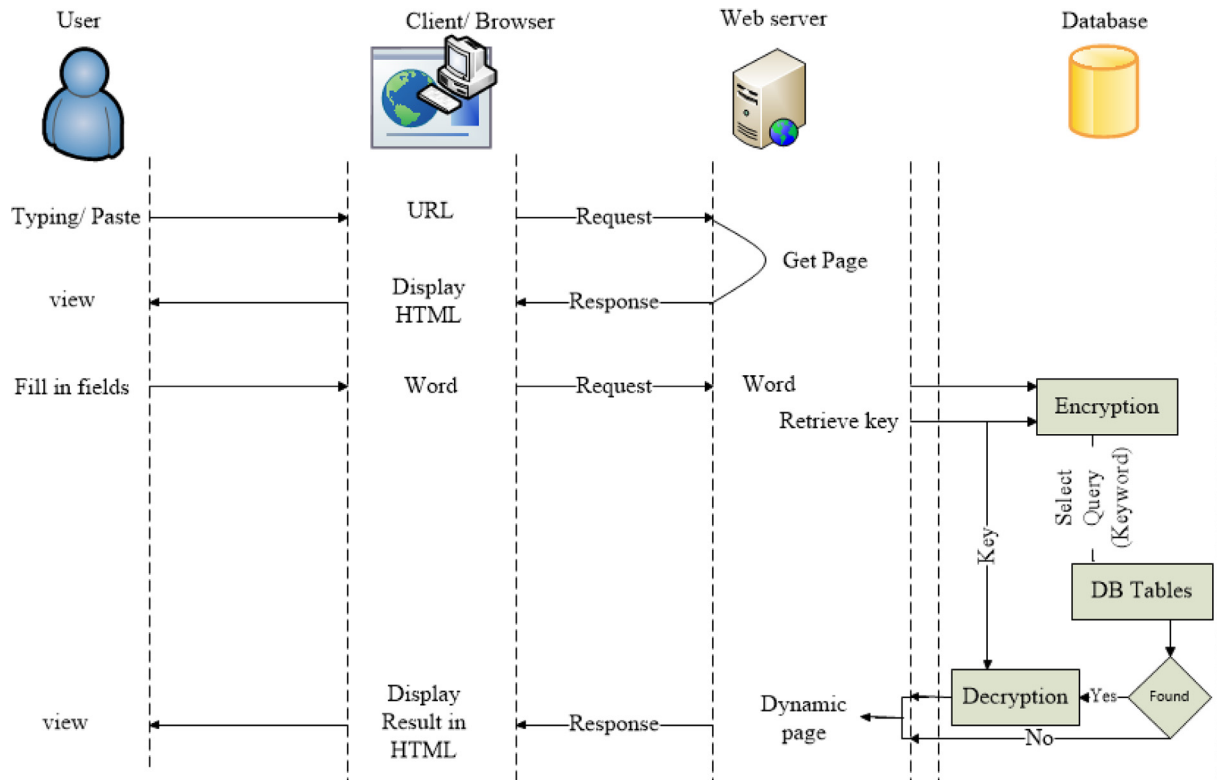 User
Client/ Browser
Web server
Database
Typing/ Paste
URL
Request
Get Page
view
Display
HTML
Response
Fill in fields
Word
Request
Word
Encryption
Retrieve key
Select
Query
(Keyword)
Key
DB Tables
view
Display
Result in
HTML
Response
Dynamic
page
Decryption
Yes
Found
No